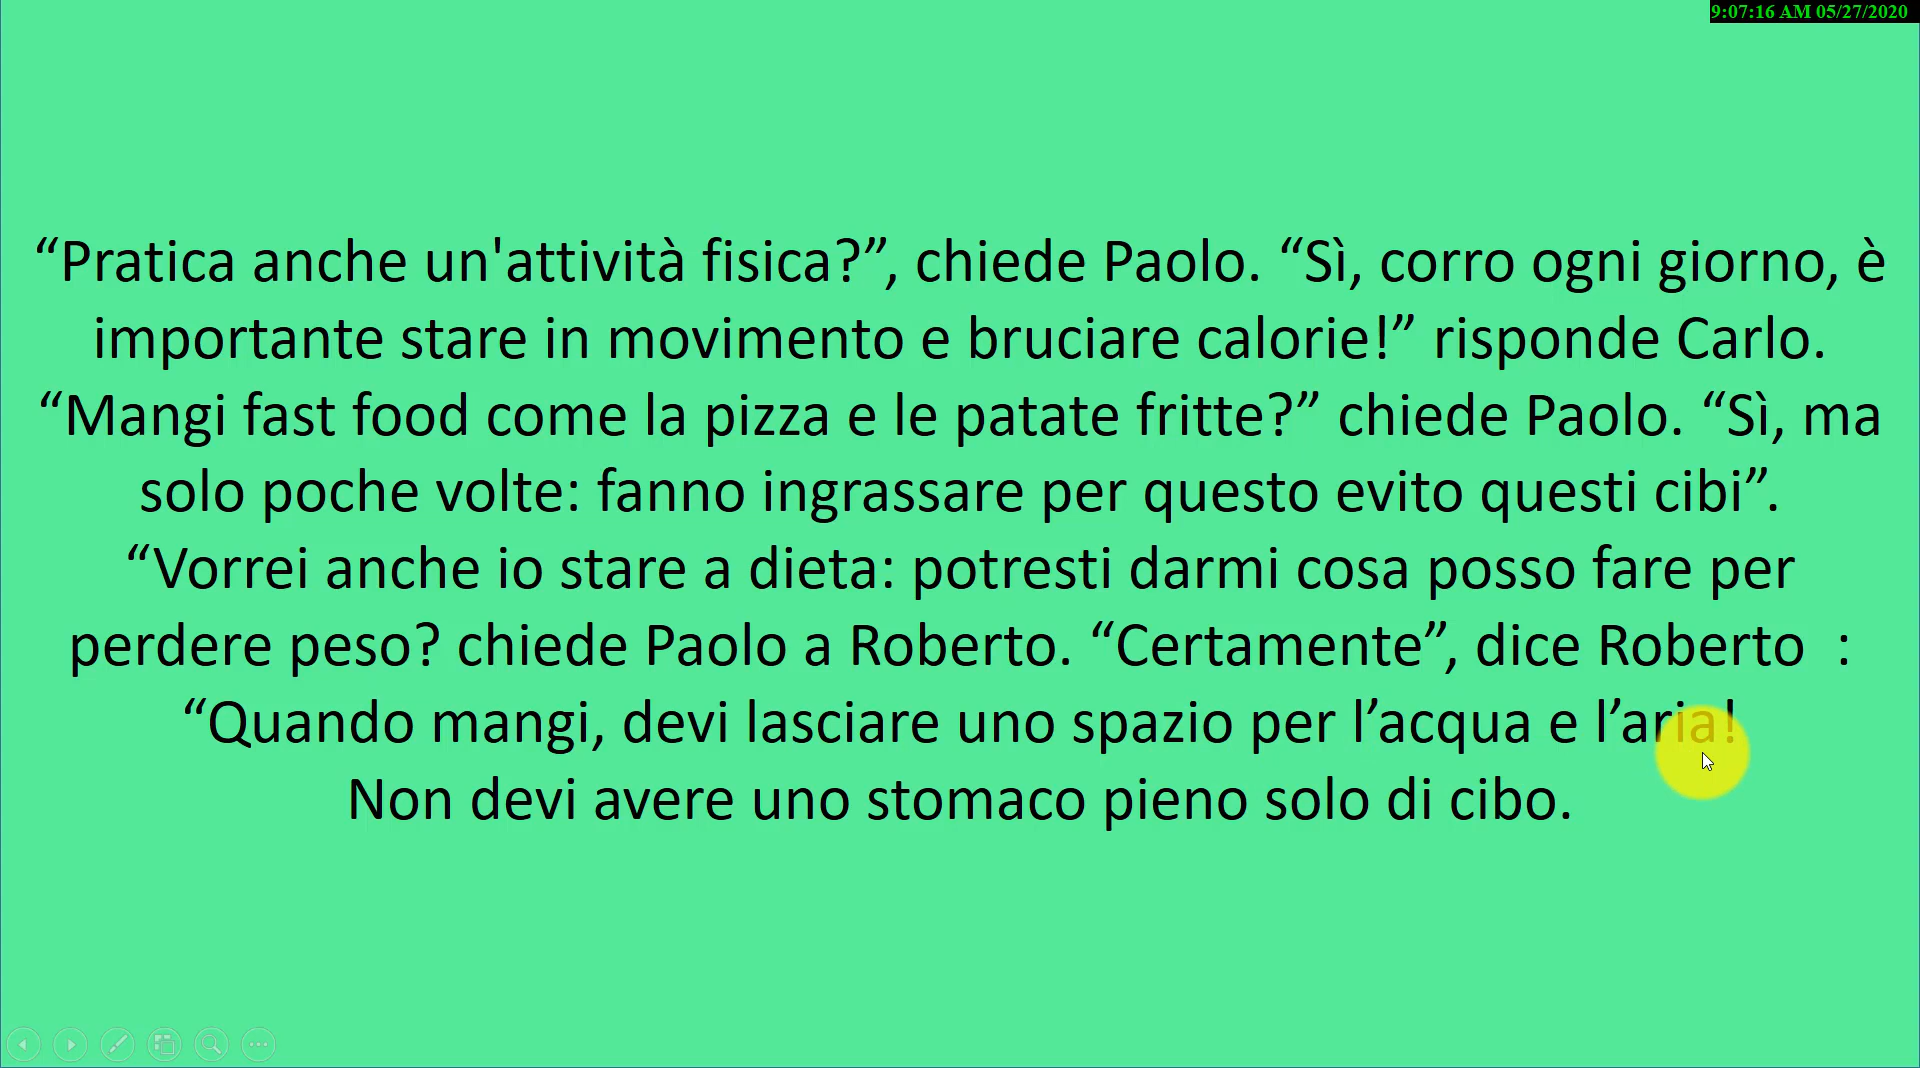 9:07:16 AM 05/27/2020
“Pratica anche un'attività fisica?”, chiede Paolo. “Sì, corro ogni giorno, è
importante stare in movimento e bruciare calorie!” risponde Carlo.
“Mangi fast food come la pizza e le patate fritte?” chiede Paolo. “Sì, ma
solo poche volte: fanno ingrassare per questo evito questi cibi”.
“Vorrei anche io stare a dieta: potresti darmi cosa posso fare per
perdere peso? chiede Paolo a Roberto. “Certamente”, dice Roberto  :
“Quando mangi, devi lasciare uno spazio per l’acqua e l’aria!
Non devi avere uno stomaco pieno solo di cibo.